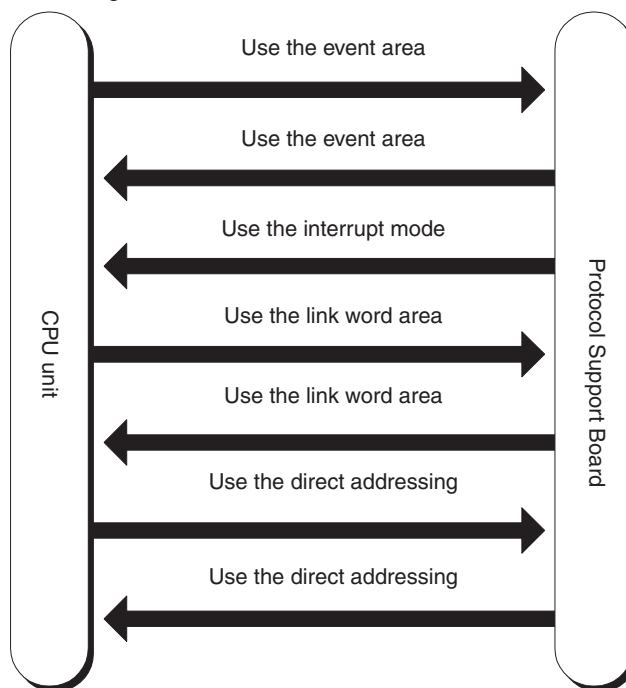 Use the event area
Use the event area
Use the interrupt mode
Use the link word area
Use the link word area
Use the direct addressing
Use the direct addressing
CPU unit
Protocol Support Board